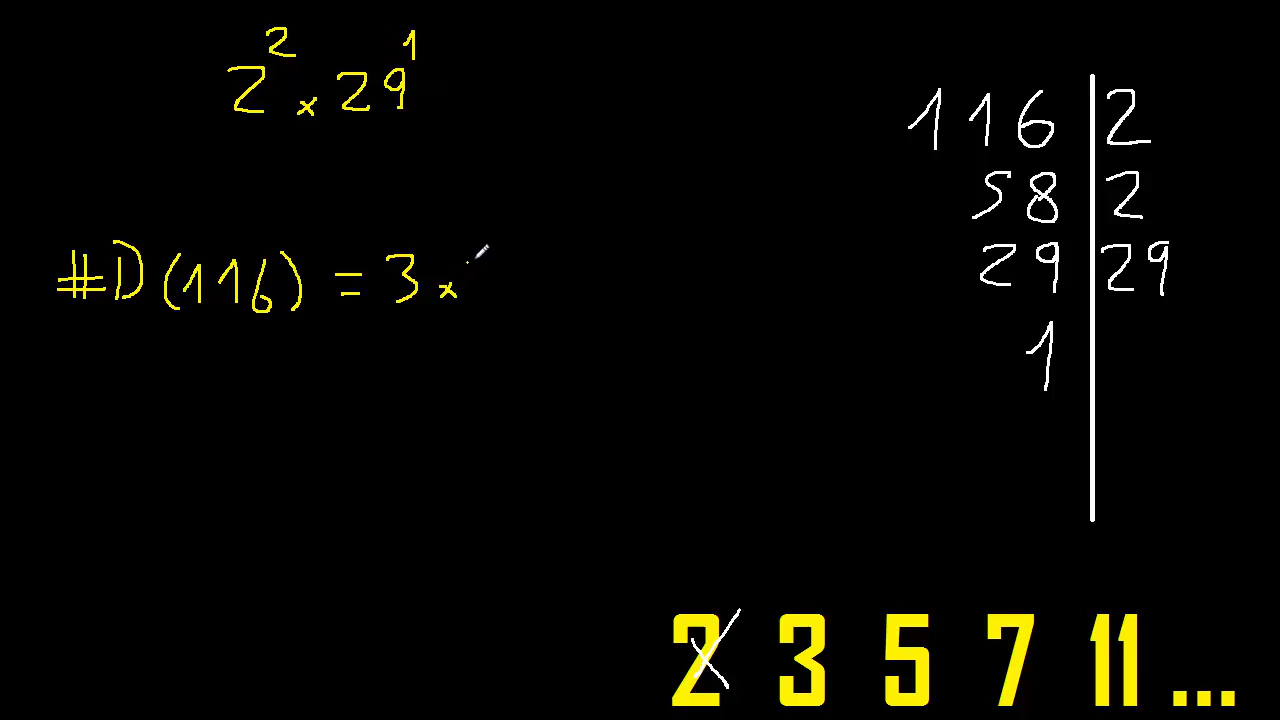 2² × 29¹
#D(116) = 3 ×
116 | 2
58 | 2
29 | 29
1
2 3 5 7 11 ...